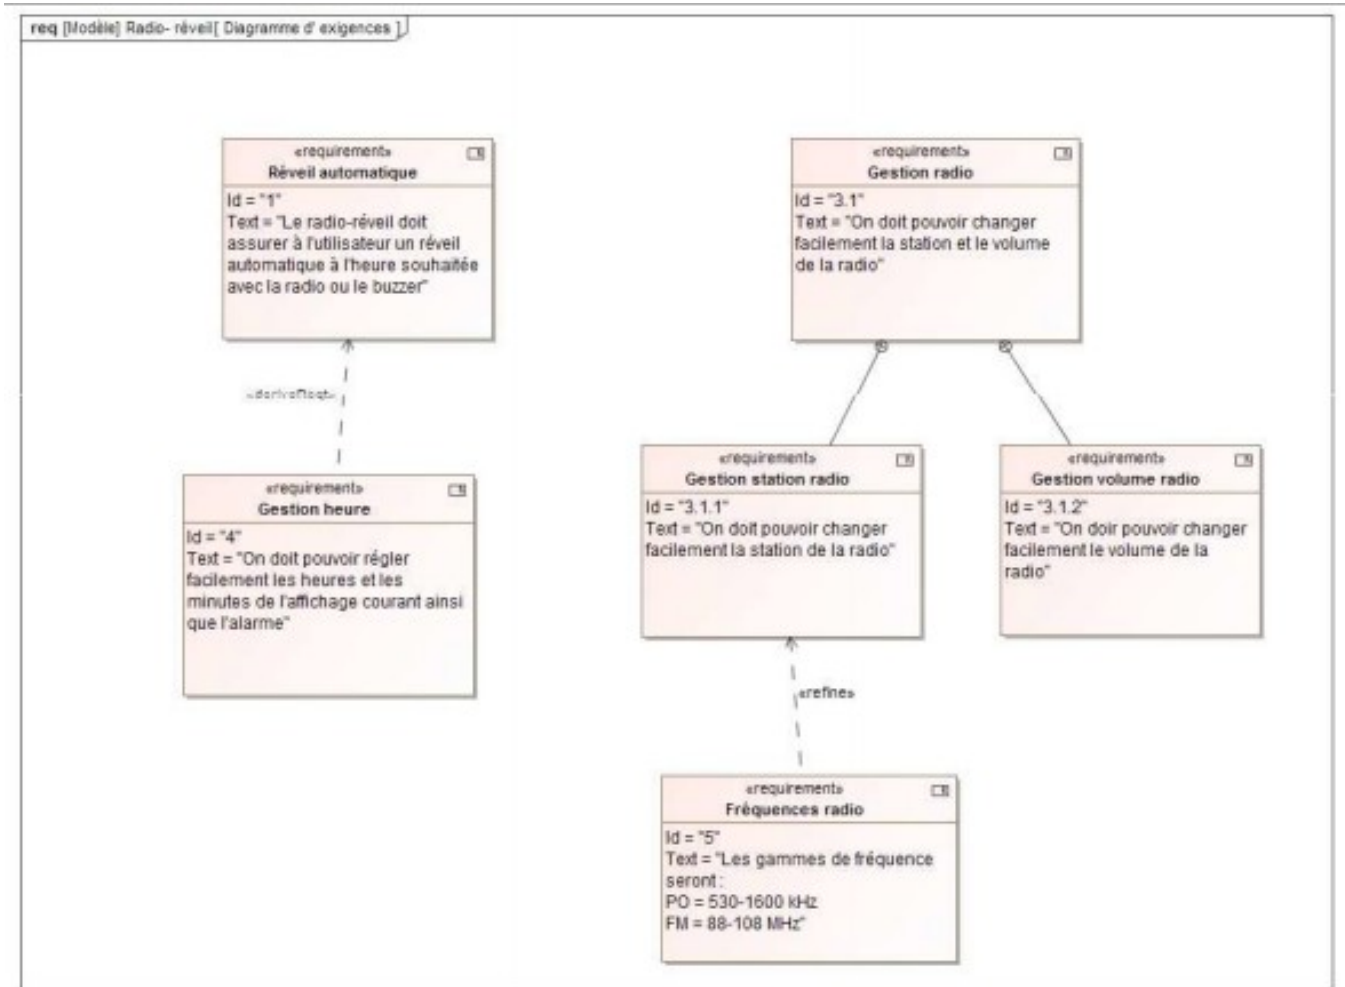 req [Modèle] Radio- réveil[ Diagramme d' exigences ]
«requirement»
Réveil automatique
Id = "1"
Text = "Le radio-réveil doit
assurer à l'utilisateur un réveil
automatique à l'heure souhaitée
avec la radio ou le buzzer"
«requirement»
Gestion radio
Id = "3.1"
Text = "On doit pouvoir changer
facilement la station et le volume
de la radio"
«deriveReqt»
«requirement»
Gestion heure
Id = "4"
Text = "On doit pouvoir régler
facilement les heures et les
minutes de l'affichage courant ainsi
que l'alarme"
«requirement»
Gestion station radio
Id = "3.1.1"
Text = "On doit pouvoir changer
facilement la station de la radio"
«requirement»
Gestion volume radio
Id = "3.1.2"
Text = "On doir pouvoir changer
facilement le volume de la
radio"
«refine»
«requirement»
Fréquences radio
Id = "5"
Text = "Les gammes de fréquence
seront :
PO = 530-1600 kHz
FM = 88-108 MHz"